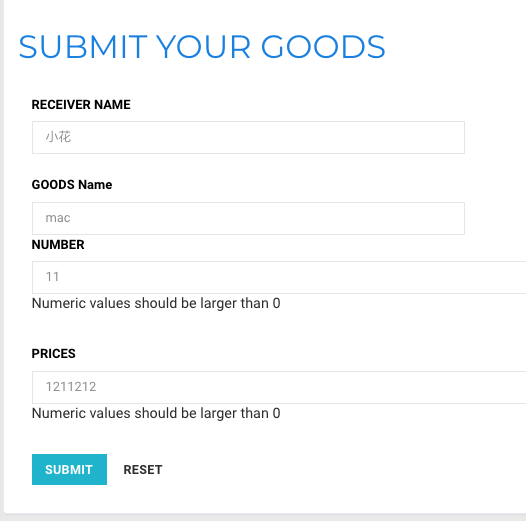 SUBMIT YOUR GOODS
RECEIVER NAME
小花
GOODS Name
mac
NUMBER
11
Numeric values should be larger than 0
PRICES
1211212
Numeric values should be larger than 0
SUBMIT RESET